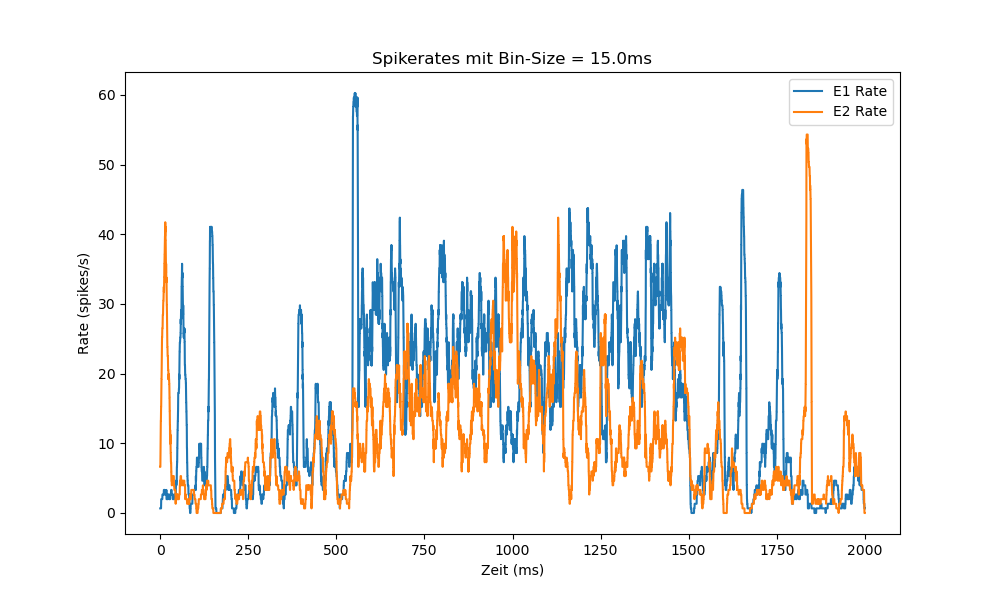 Spikerates mit Bin-Size = 15.0ms
E1 Rate
E2 Rate
60
50
40
30
20
10
0
Rate (spikes/s)
0 250 500 750 1000 1250 1500 1750 2000
Zeit (ms)